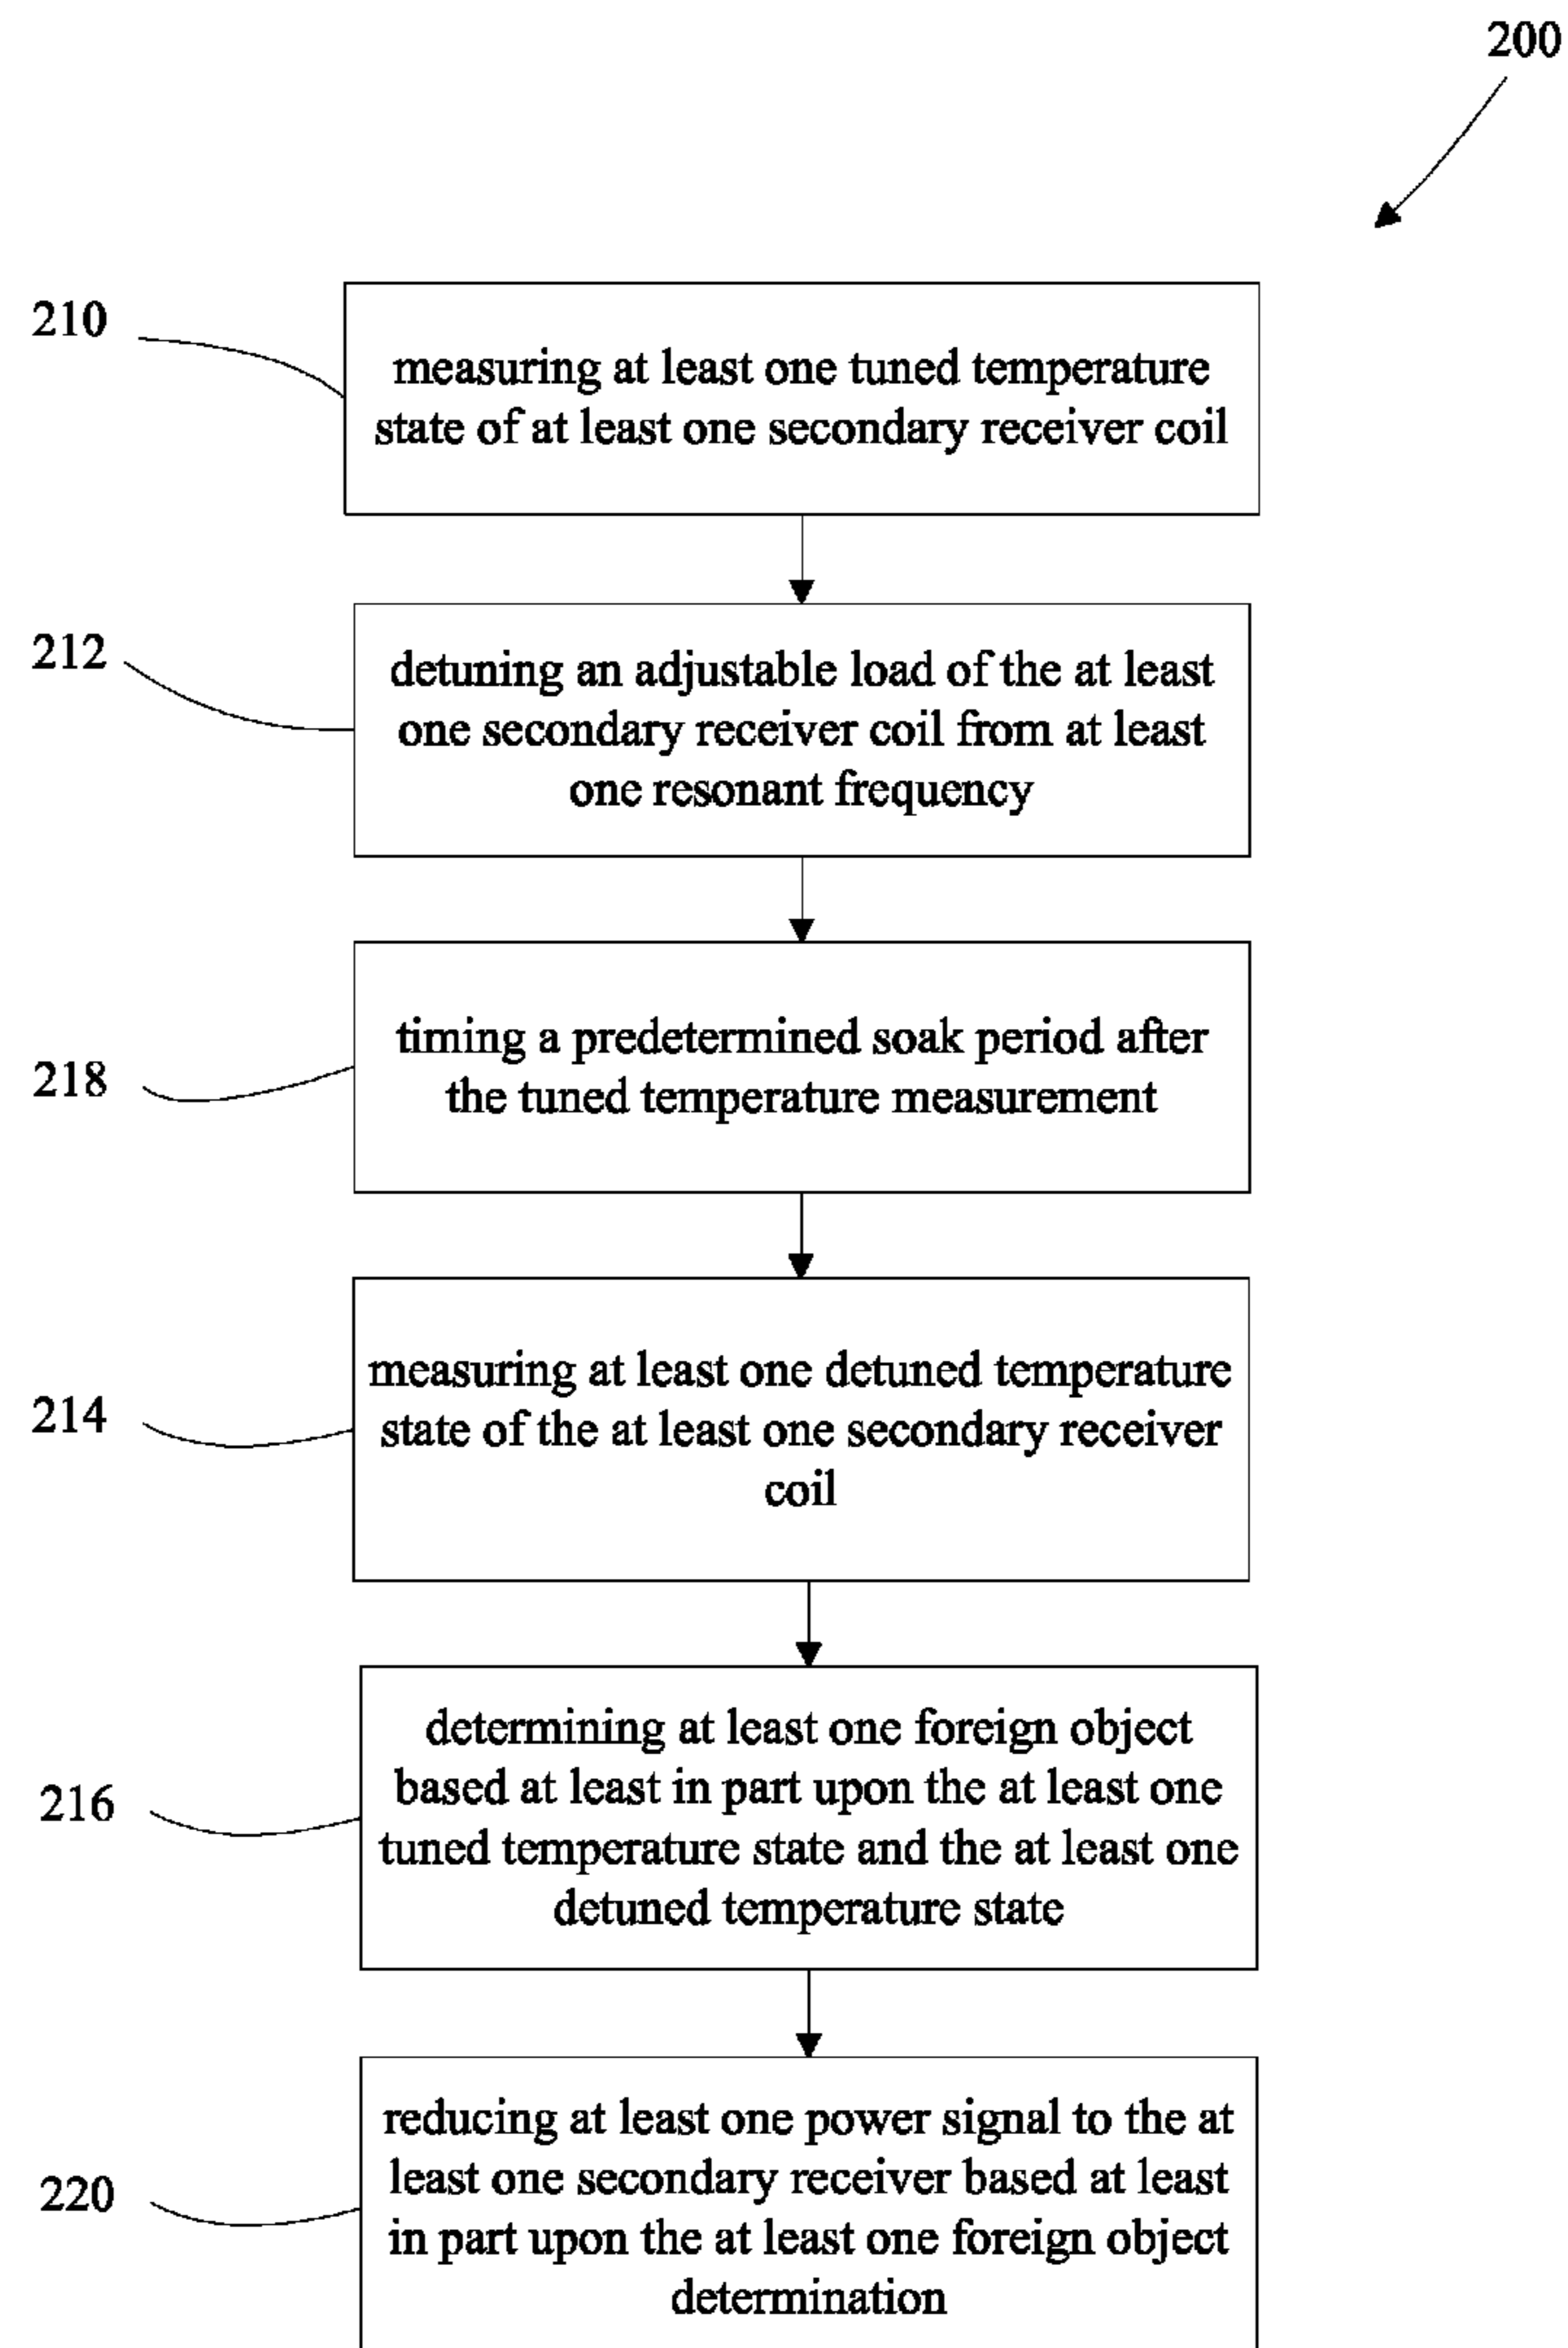 200
210
measuring at least one tuned temperature
state of at least one secondary receiver coil
212
detuning an adjustable load of the at least
one secondary receiver coil from at least
one resonant frequency
218
timing a predetermined soak period after
the tuned temperature measurement
214
measuring at least one detuned temperature
state of the at least one secondary receiver
coil
216
determining at least one foreign object
based at least in part upon the at least one
tuned temperature state and the at least one
detuned temperature state
220
reducing at least one power signal to the at
least one secondary receiver based at least
in part upon the at least one foreign object
determination